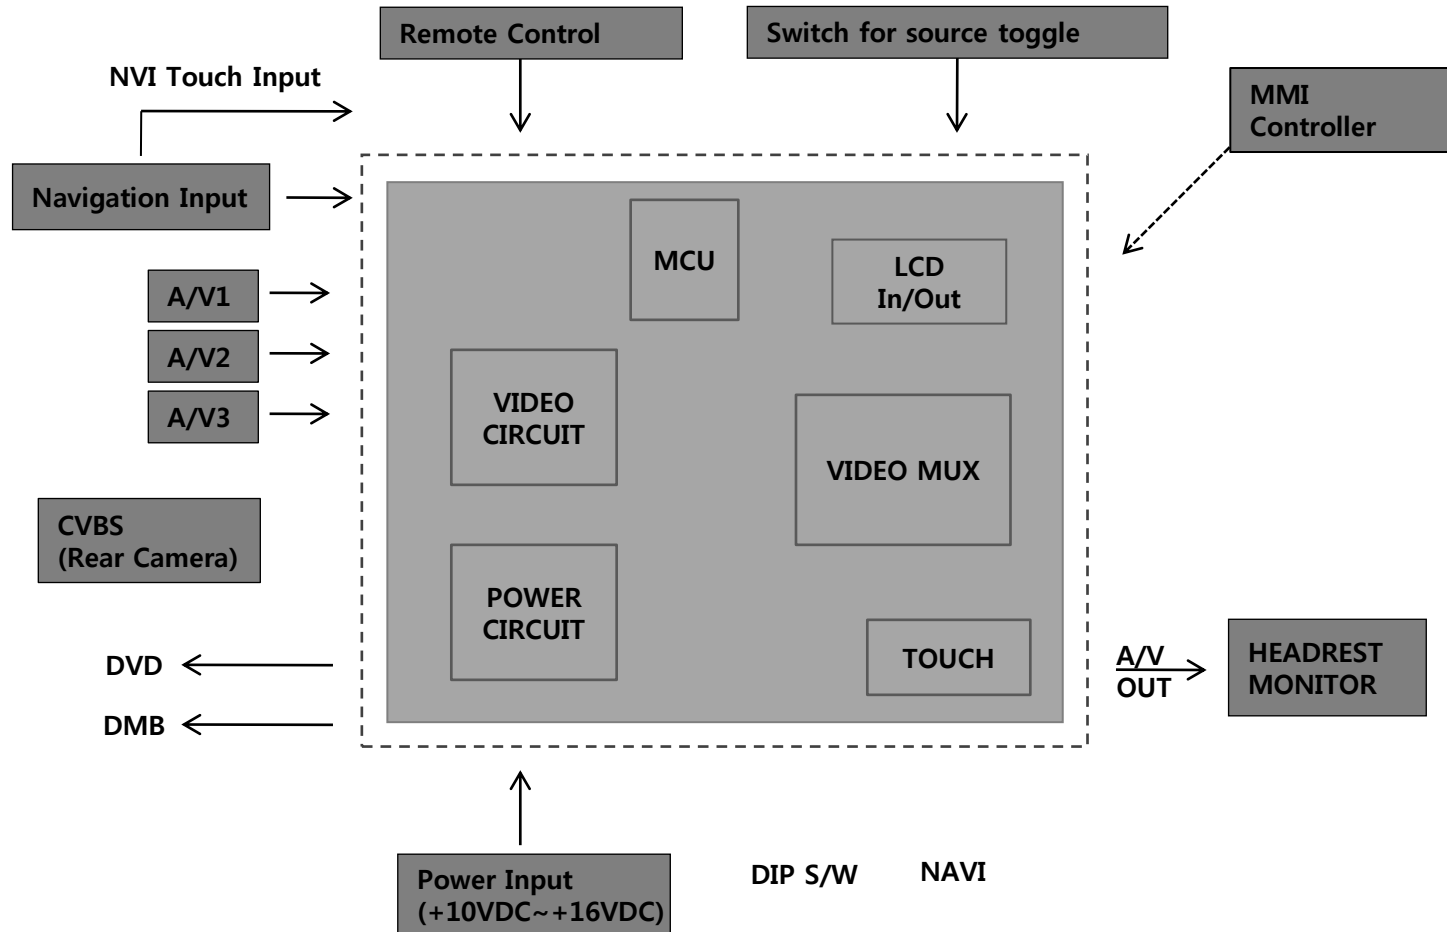 Remote Control
Switch for source toggle
NVI Touch Input
MMI
Controller
Navigation Input
MCU
LCD
In/Out
A/V1
A/V2
A/V3
VIDEO
CIRCUIT
VIDEO MUX
CVBS
(Rear Camera)
POWER
CIRCUIT
TOUCH
DVD
DMB
A/V
OUT
HEADREST
MONITOR
Power Input
(+10VDC~+16VDC)
DIP S/W
NAVI